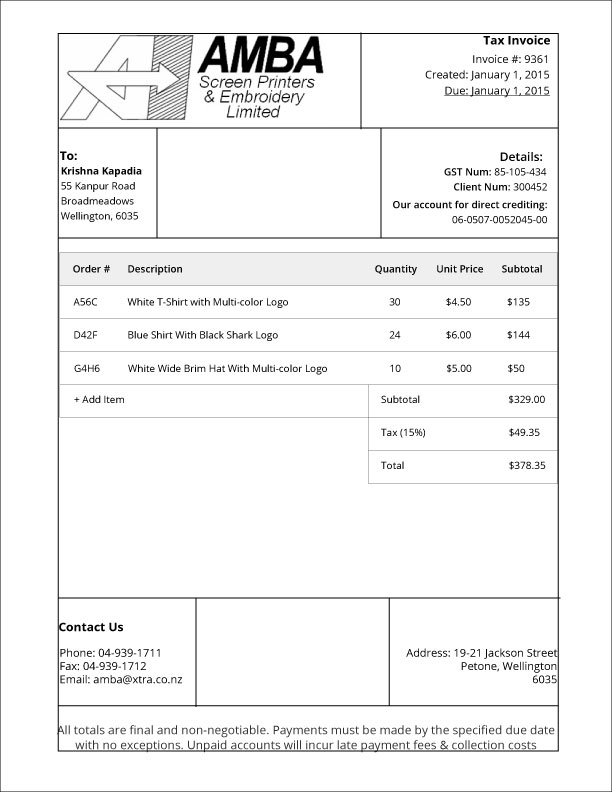 AMBA
Screen Printers
& Embroidery
Limited
Tax Invoice
Invoice #: 9361
Created: January 1, 2015
Due: January 1, 2015
To:
Krishna Kapadia
55 Kanpur Road
Broadmeadows
Wellington, 6035
Details:
GST Num: 85-105-434
Client Num: 300452
Our account for direct crediting:
06-0507-0052045-00
Order # Description Quantity Unit Price Subtotal
A56C White T-Shirt with Multi-color Logo 30 $4.50 $135
D42F Blue Shirt With Black Shark Logo 24 $6.00 $144
G4H6 White Wide Brim Hat With Multi-color Logo 10 $5.00 $50
+ Add Item Subtotal $329.00
Tax (15%) $49.35
Total $378.35
Contact Us
Phone: 04-939-1711
Fax: 04-939-1712
Email: amba@xtra.co.nz
Address: 19-21 Jackson Street
Petone, Wellington
6035
All totals are final and non-negotiable. Payments must be made by the specified due date
with no exceptions. Unpaid accounts will incur late payment fees & collection costs